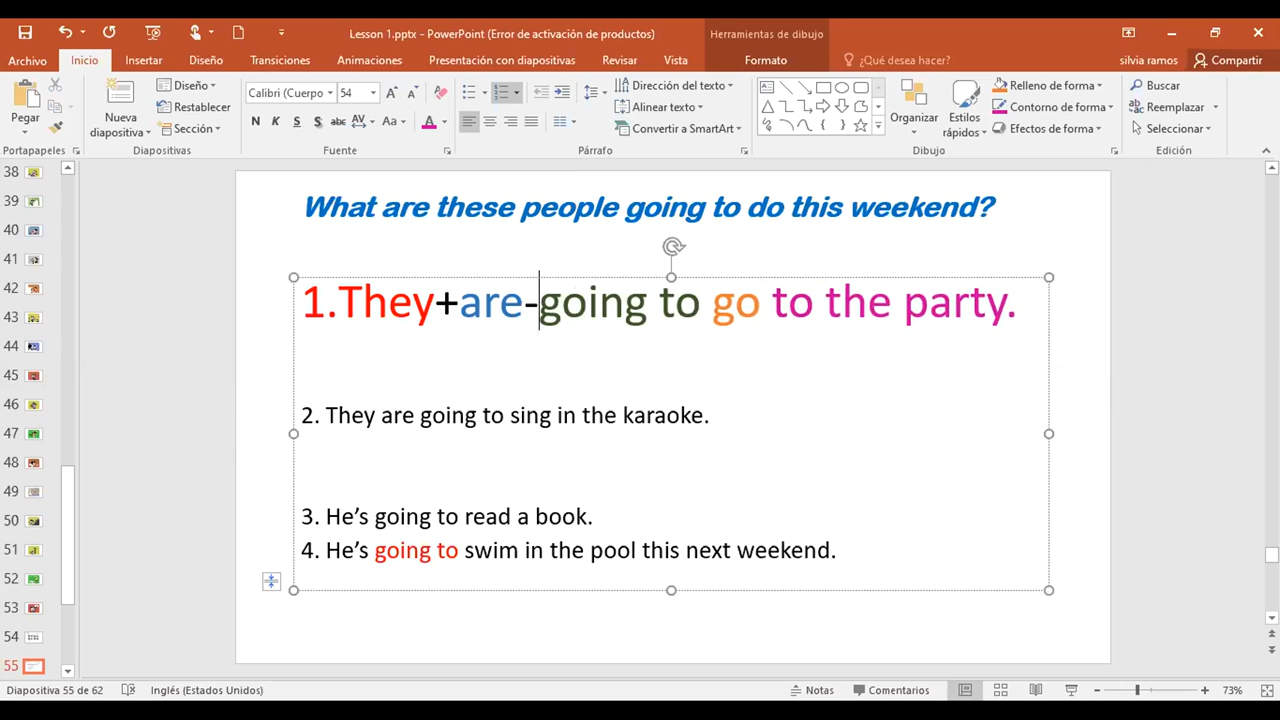 Lesson 1.pptx - PowerPoint (Error de activación de productos)
Herramientas de dibujo
Archivo Inicio Insertar Diseño Transiciones Animaciones Presentación con diapositivas Revisar Vista Formato ¿Qué desea hacer? silvia ramos Compartir
Pegar
Portapapeles
Nueva diapositiva
Diseño
Restablecer
Sección
Diapositivas
Calibri (Cuerpo) 54
N K S S abc AV Aa A
Fuente
Dirección del texto
Alinear texto
Convertir a SmartArt
Párrafo
Organizar
Estilos rápidos
Relleno de forma
Contorno de forma
Efectos de forma
Dibujo
Buscar
Reemplazar
Seleccionar
Edición
38
39
40
41
42
43
44
45
46
47
48
49
50
51
52
53
54
55
What are these people going to do this weekend?
1.They+are-going to go to the party.
2. They are going to sing in the karaoke.
3. He’s going to read a book.
4. He’s going to swim in the pool this next weekend.
Diapositiva 55 de 62 Inglés (Estados Unidos) Notas Comentarios 73%